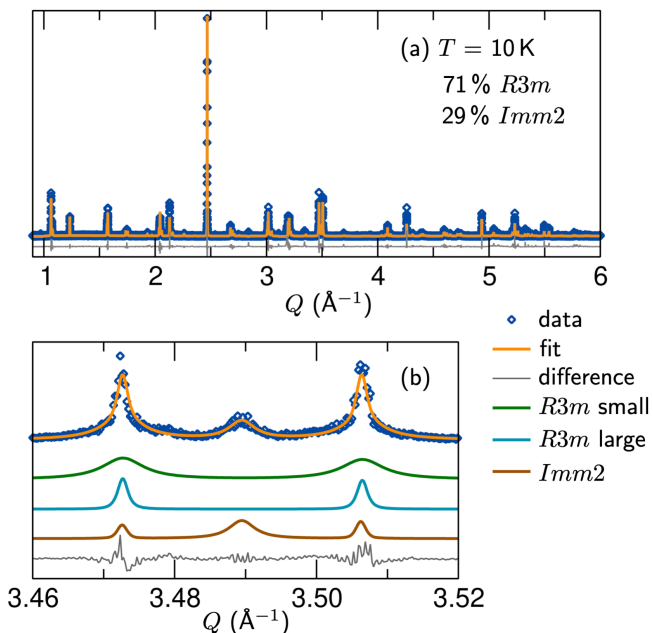 (a) T = 10 K
71 % R3m
29 % Imm2
1 2 3 4 5 6
Q (Å⁻¹)
data
fit
difference
R3m small
R3m large
Imm2
(b)
3.46 3.48 3.50 3.52
Q (Å⁻¹)